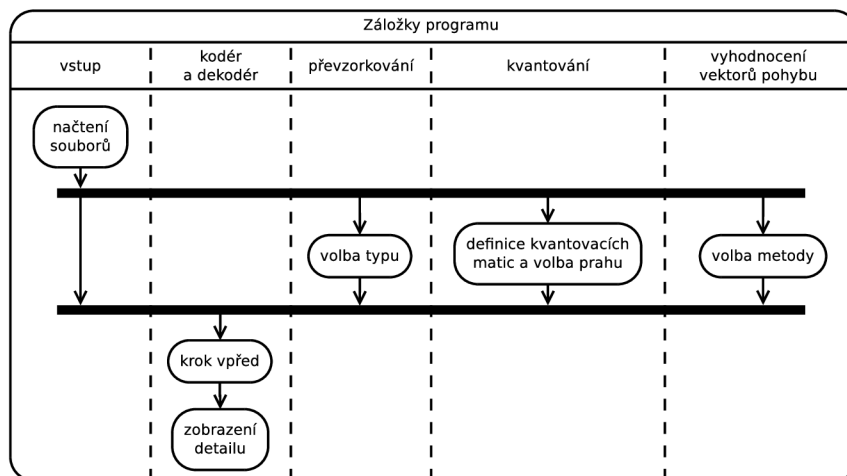 Záložky programu
vstup
kodér
a dekodér
převzorkování
kvantování
vyhodnocení
vektorů pohybu
načtení
souborů
volba typu
definice kvantovacích
matic a volba prahu
volba metody
krok vpřed
zobrazení
detailu